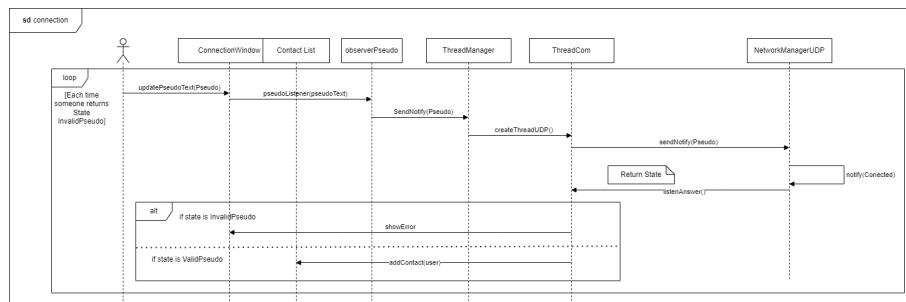 sd connection
ConnectionWindow
Contact List
observerPseudo
ThreadManager
ThreadCom
NetworkManagerUDP
loop
[Each time
someone returns
State
InvalidPseudo]
updatePseudoText(Pseudo)
pseudoListener(pseudoText)
SendNotify(Pseudo)
createThreadUDP()
sendNotify(Pseudo)
Return State
notify(Conected)
listenAnswer()
alt
if state is InvalidPseudo
showError
if state is ValidPseudo
addContact(user)